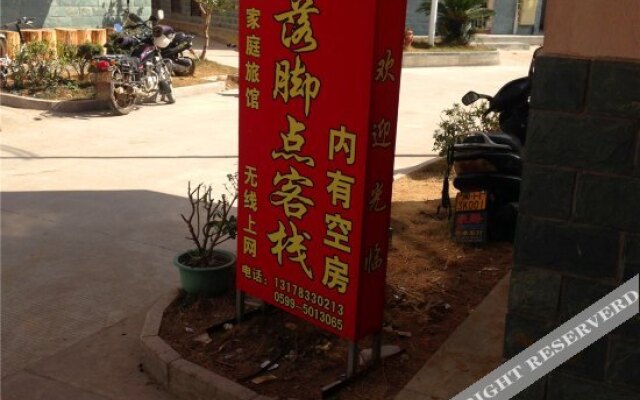 家庭旅馆
落脚点客栈
无线上网
内有空房
电话：13178330213
0599-5013065
欢迎光临
RIGHT RESERVERD